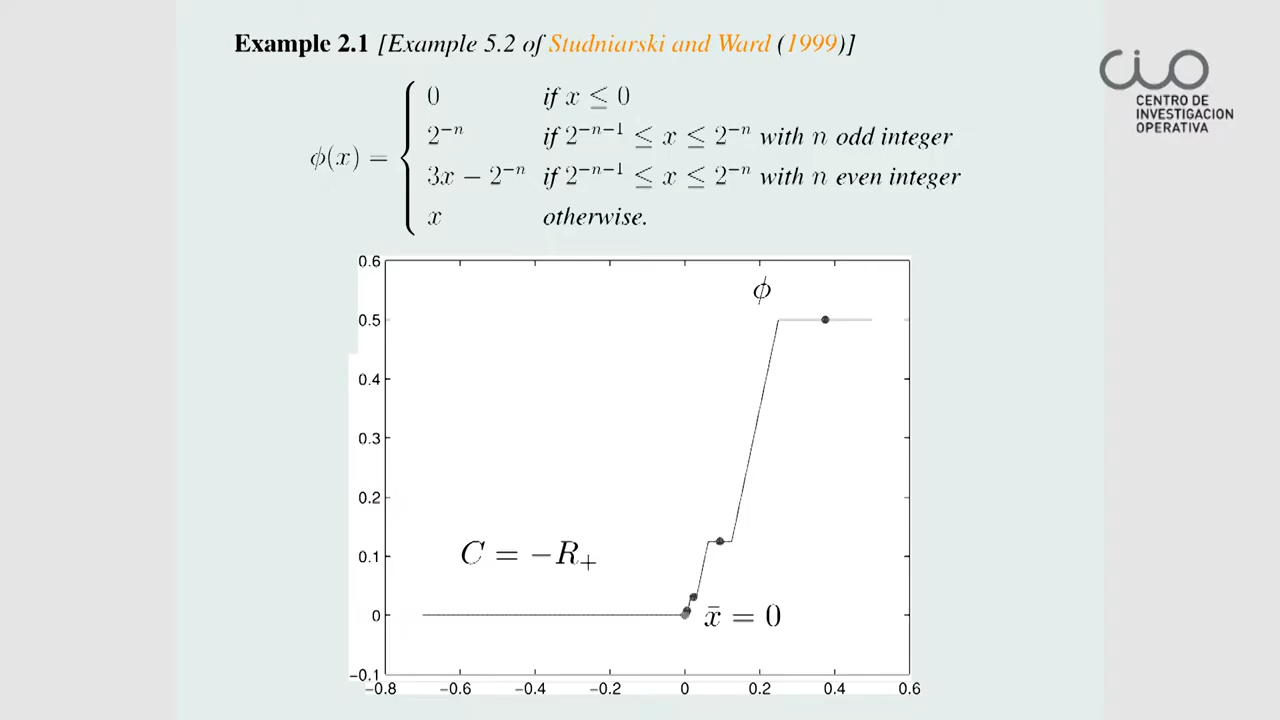 Example 2.1 [Example 5.2 of Studniarski and Ward (1999)]
CENTRO DE
INVESTIGACION
OPERATIVA
ϕ(x) =
0 if x ≤ 0
2⁻ⁿ if 2⁻ⁿ⁻¹ ≤ x ≤ 2⁻ⁿ with n odd integer
3x − 2⁻ⁿ if 2⁻ⁿ⁻¹ ≤ x ≤ 2⁻ⁿ with n even integer
x otherwise.
0.6
ϕ
0.5
0.4
0.3
0.2
0.1
C = −R₊
0
x̄ = 0
−0.1
−0.8 −0.6 −0.4 −0.2 0 0.2 0.4 0.6